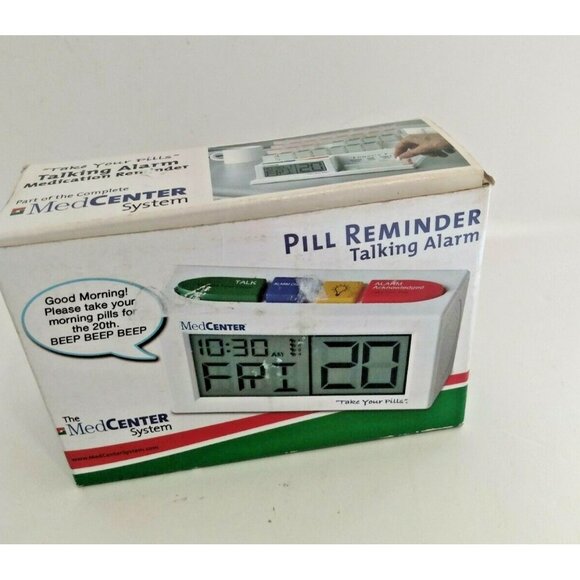 "Take Your Pills"
Talking Alarm
Medication Reminder
Part of the Complete
MedCENTER
System
PILL REMINDER
Talking Alarm
Good Morning!
Please take your
morning pills for
the 20th.
BEEP BEEP BEEP
TALK
ALARM
Acknowledged
MedCENTER
10:30 AM
FRI
20
"Take Your Pills"
The
MedCENTER
System
www.MedCenterSystem.com